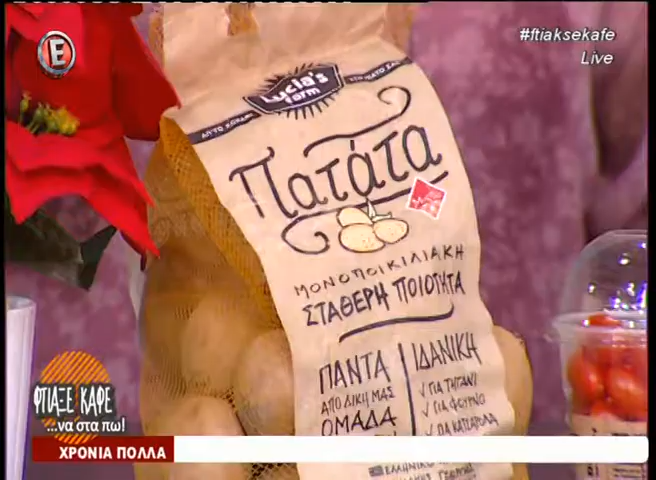 E
#ftiaksekafe
Live
Lycia's
farm
Πατάτα
ΜΟΝΟΠΟΙΚΙΛΙΑΚΗ
ΣΤΑΘΕΡΗ ΠΟΙΟΤΗΤΑ
ΠΑΝΤΑ
ΑΠΟ ΔΙΚΗ ΜΑΣ
ΟΜΑΔΑ
ΙΔΑΝΙΚΗ
√ ΓΙΑ ΤΗΓΑΝΙ
√ ΓΙΑ ΦΟΥΡΝΟ
√ ΓΙΑ ΚΑΤΣΑΡΟΛΑ
ΦΤΙΑΞΕ ΚΑΦΕ
...να στα πω!
ΧΡΟΝΙΑ ΠΟΛΛΑ